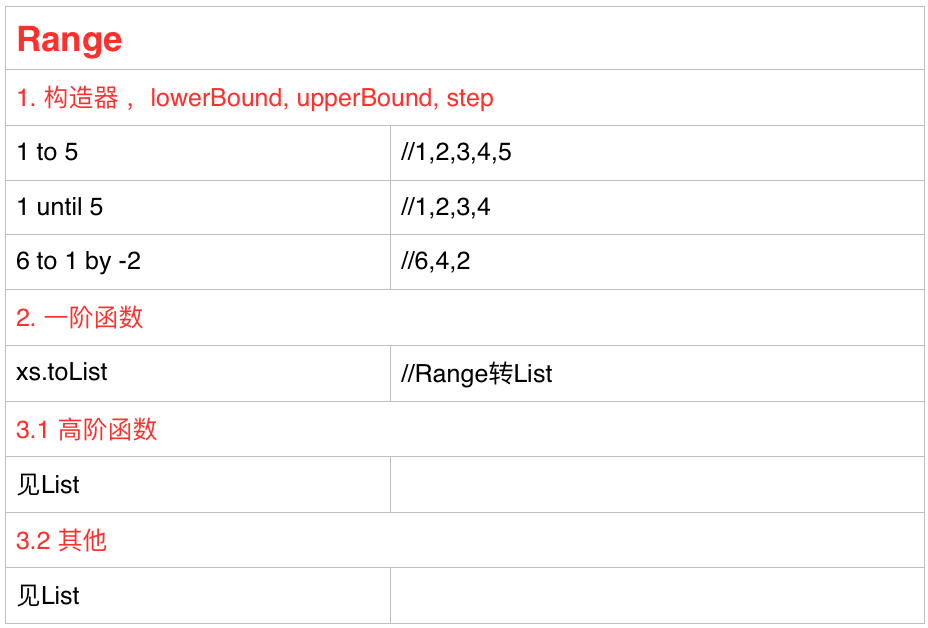 Range
1. 构造器 ，lowerBound, upperBound, step
1 to 5 //1,2,3,4,5
1 until 5 //1,2,3,4
6 to 1 by -2 //6,4,2
2. 一阶函数
xs.toList //Range转List
3.1 高阶函数
见List
3.2 其他
见List